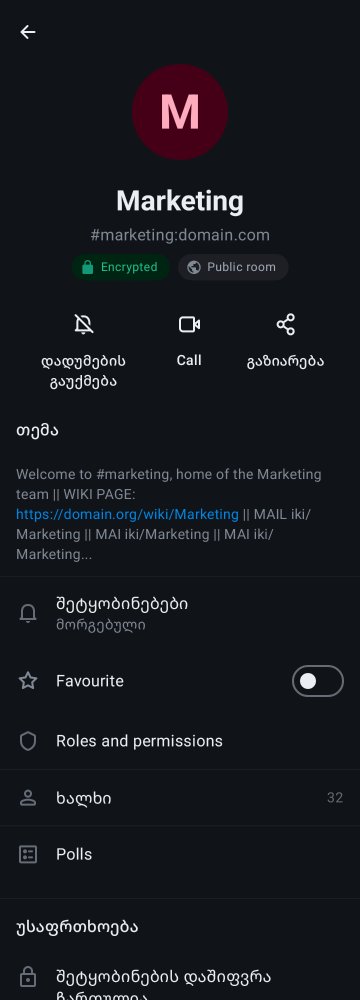 M
Marketing
#marketing:domain.com
Encrypted
Public room
დადუმების
გაუქმება
Call
გაზიარება
თემა
Welcome to #marketing, home of the Marketing
team || WIKI PAGE:
https://domain.org/wiki/Marketing || MAIL iki/
Marketing || MAI iki/Marketing || MAI iki/
Marketing...
შეტყობინებები
მორგებული
Favourite
Roles and permissions
ხალხი
32
Polls
უსაფრთხოება
შეტყობინების დაშიფვრა
ჩართულია